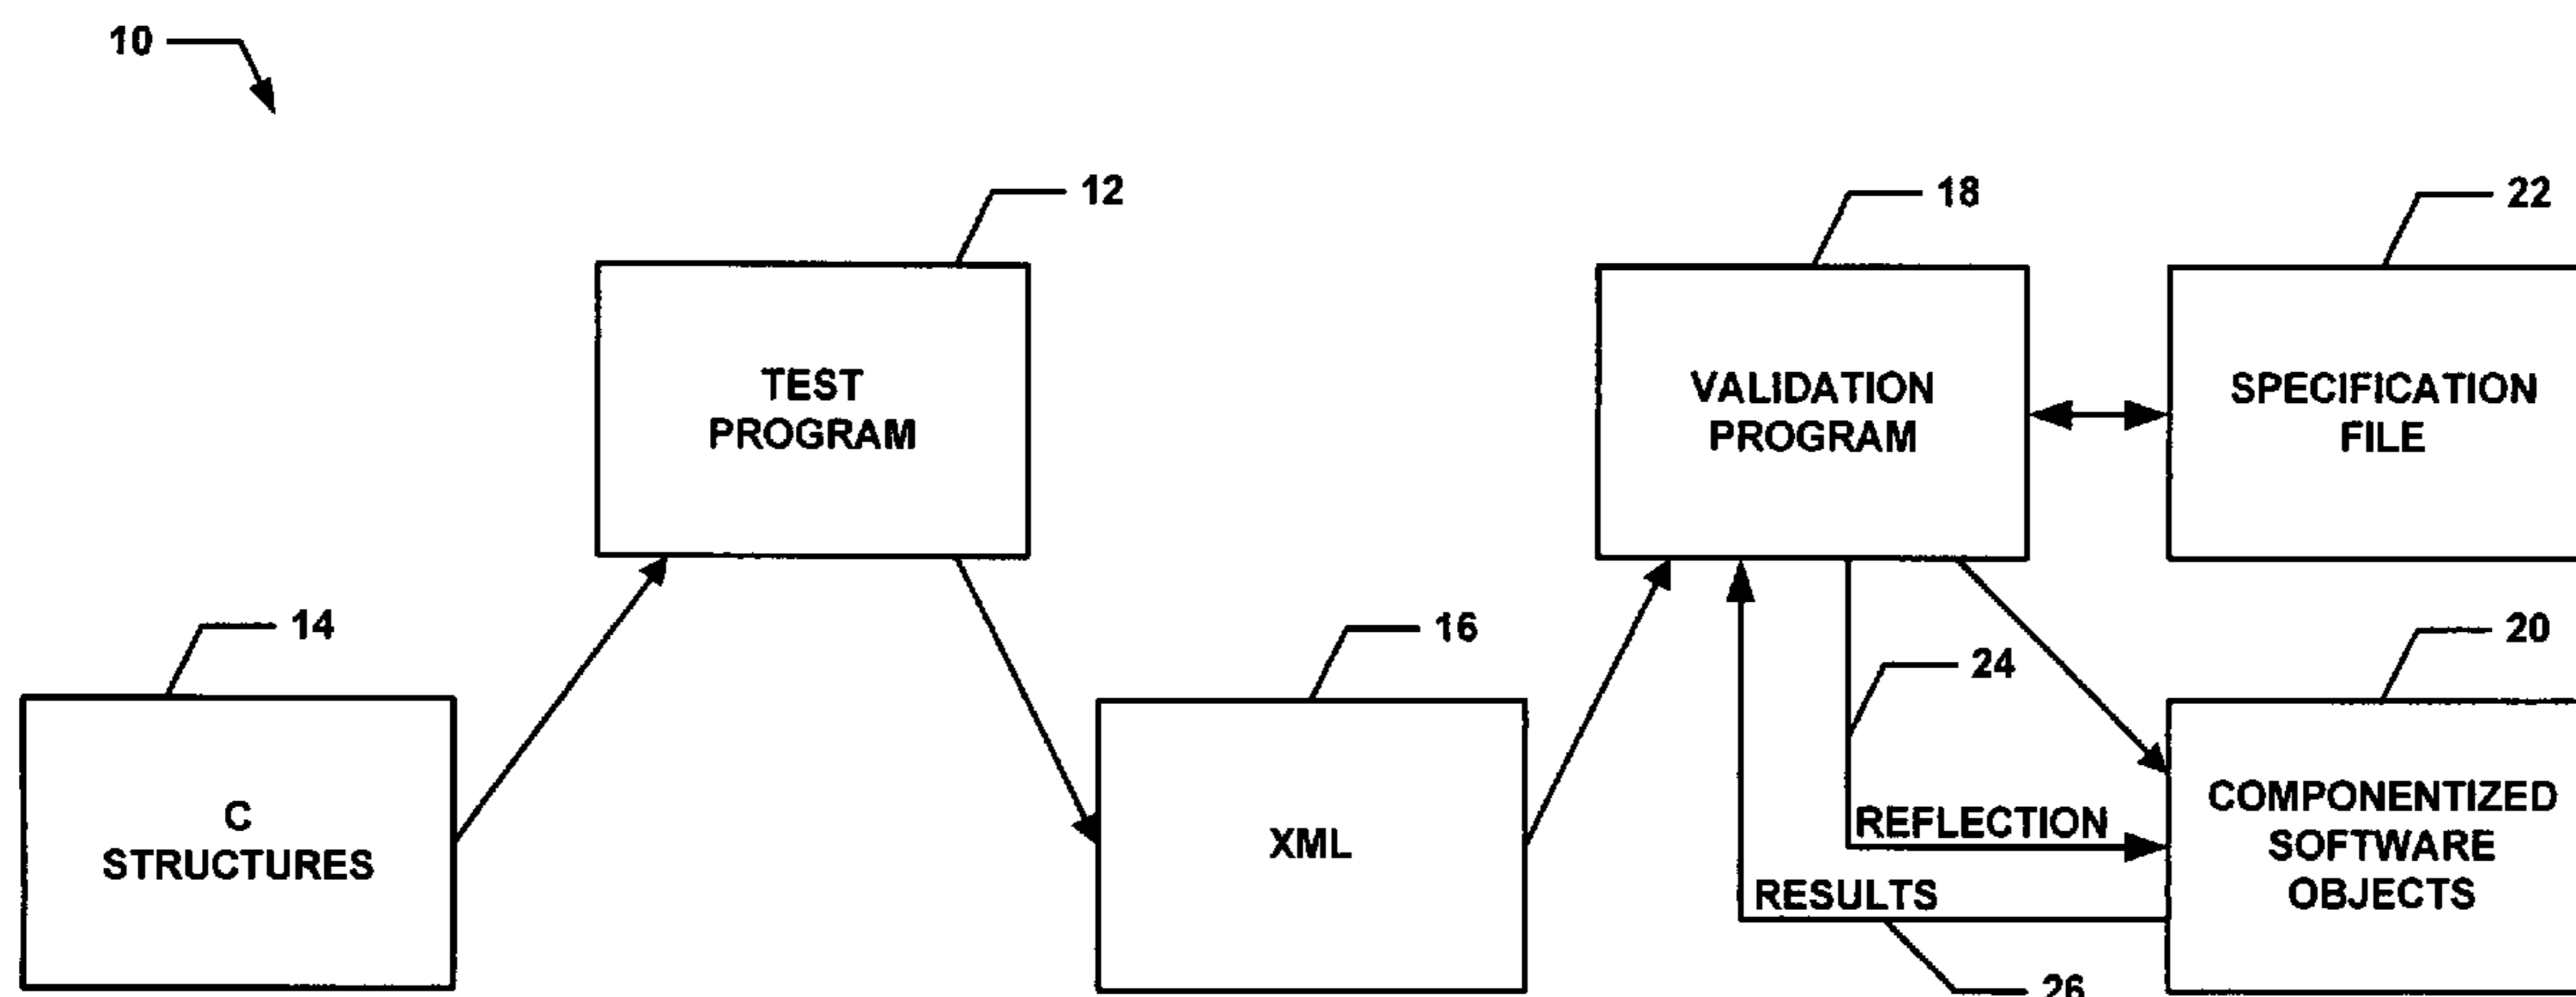 10
12
18
22
TEST
PROGRAM
VALIDATION
PROGRAM
SPECIFICATION
FILE
14
16
24
20
C
STRUCTURES
XML
REFLECTION
RESULTS
COMPONENTIZED
SOFTWARE
OBJECTS
26